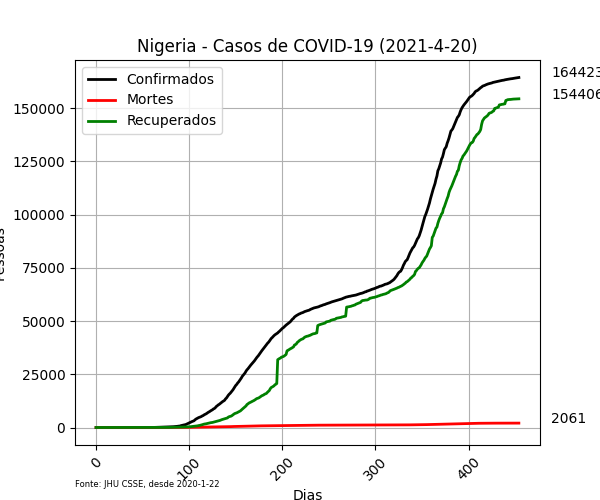 Nigeria - Casos de COVID-19 (2021-4-20)
Confirmados
Mortes
Recuperados
164423
154406
2061
150000
125000
100000
75000
50000
25000
0
0
100
200
300
400
Fonte: JHU CSSE, desde 2020-1-22
Dias